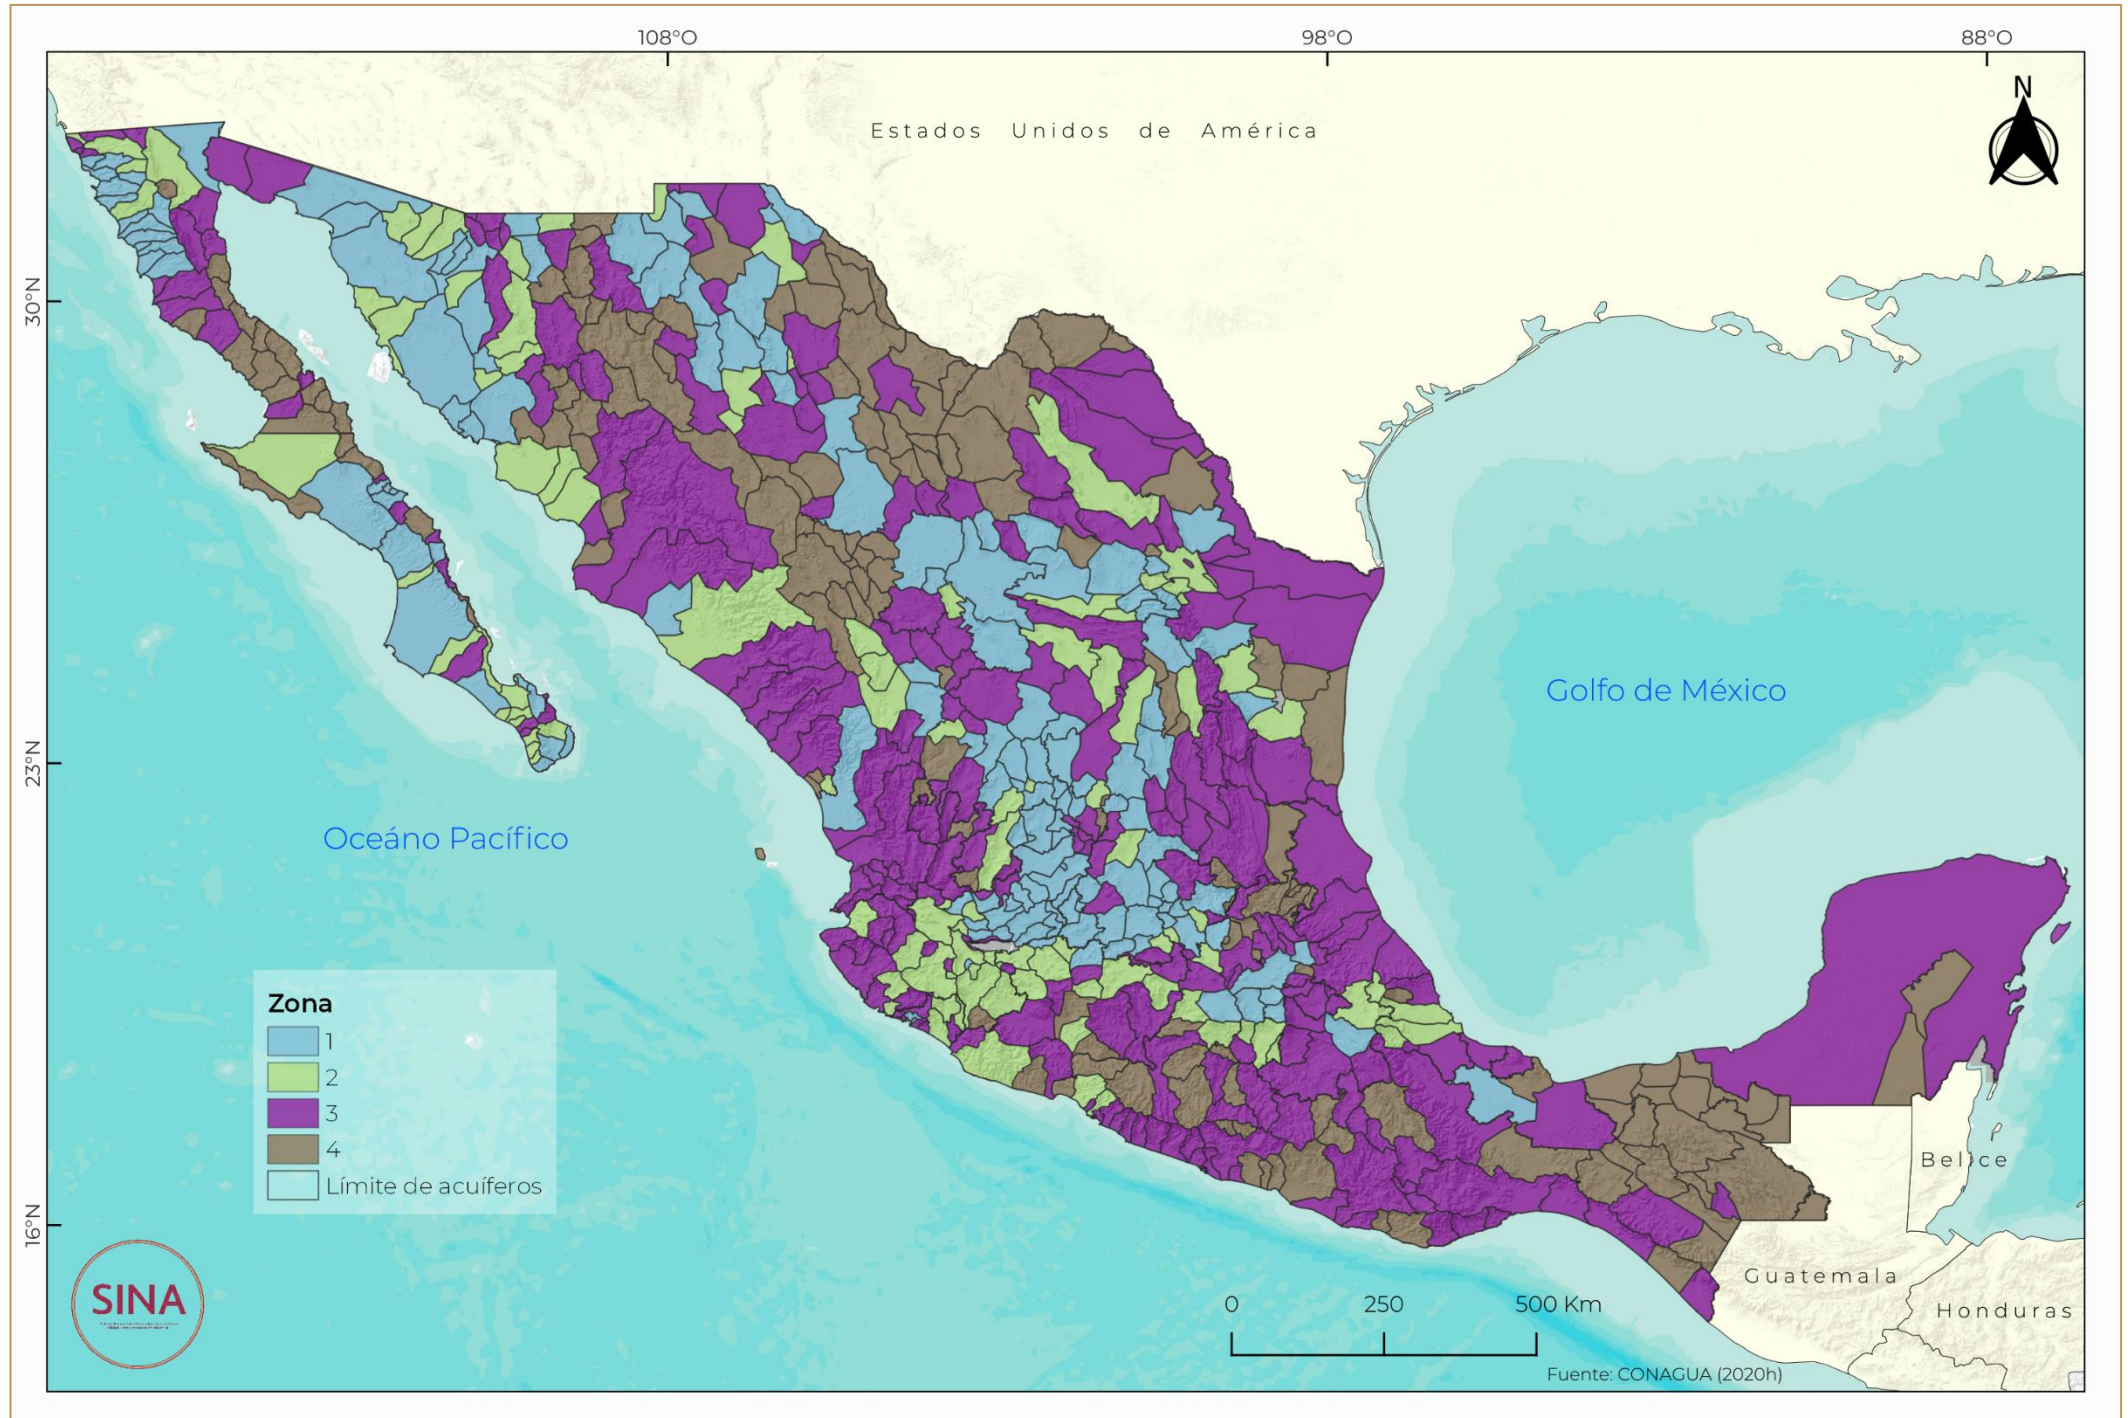 108°O
98°O
88°O
N
Estados Unidos de América
30°N
Golfo de México
23°N
Oceáno Pacífico
Zona
1
2
3
4
Límite de acuíferos
Belice
16°N
Guatemala
SINA
0
250
500 Km
Honduras
Fuente: CONAGUA (2020h)